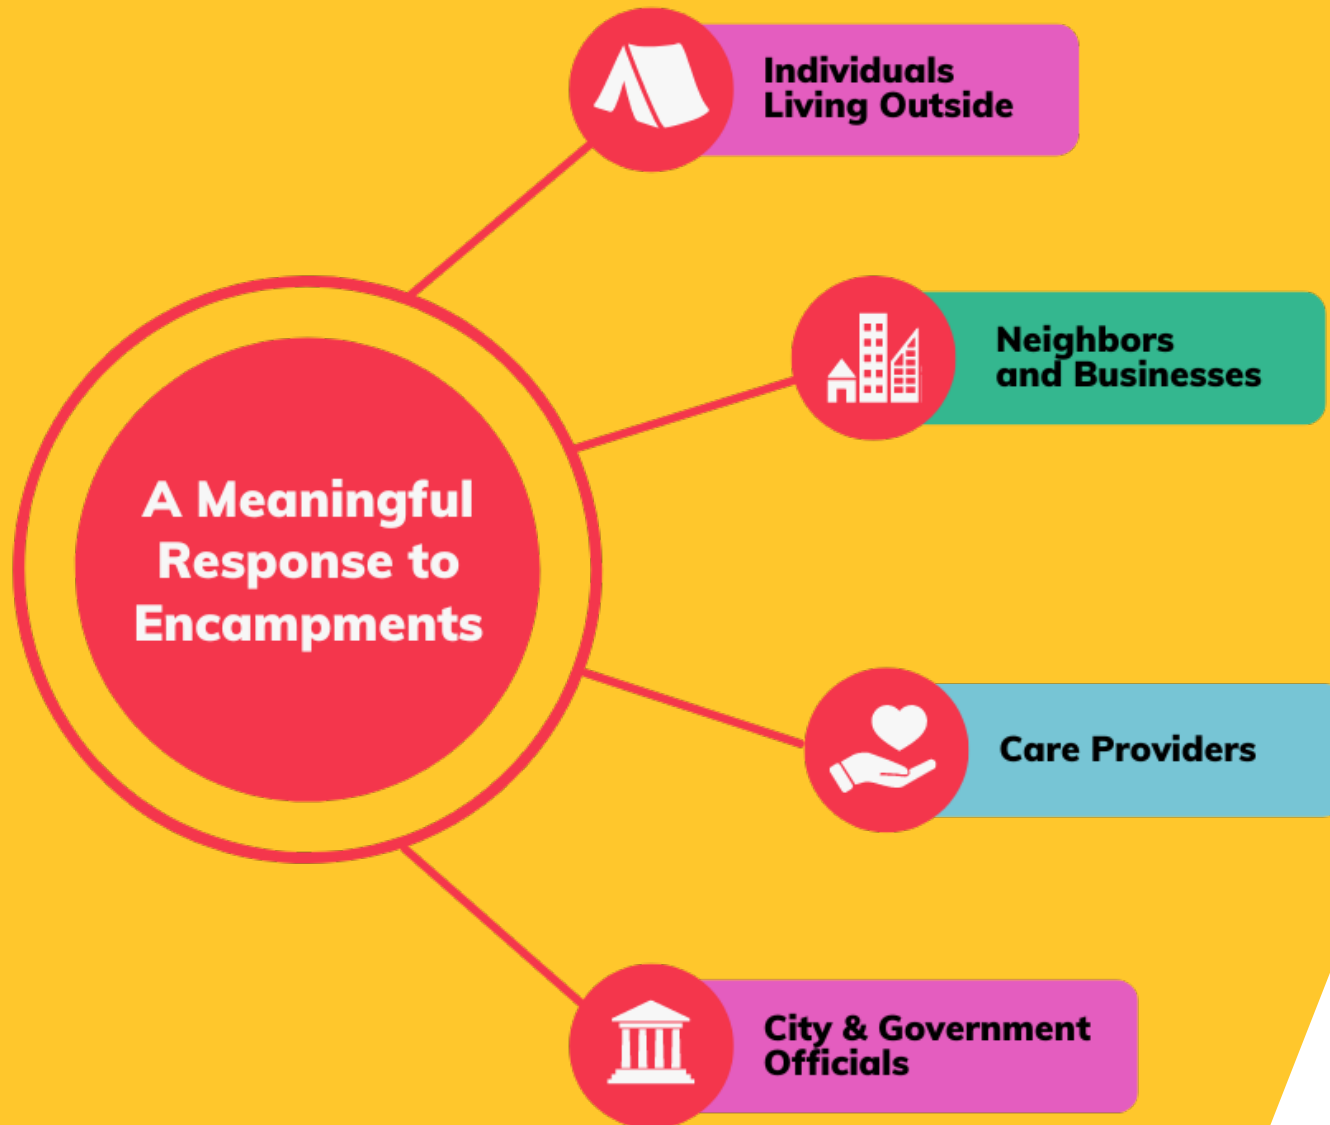 Individuals
Living Outside
Neighbors
and Businesses
A Meaningful
Response to
Encampments
Care Providers
City & Government
Officials